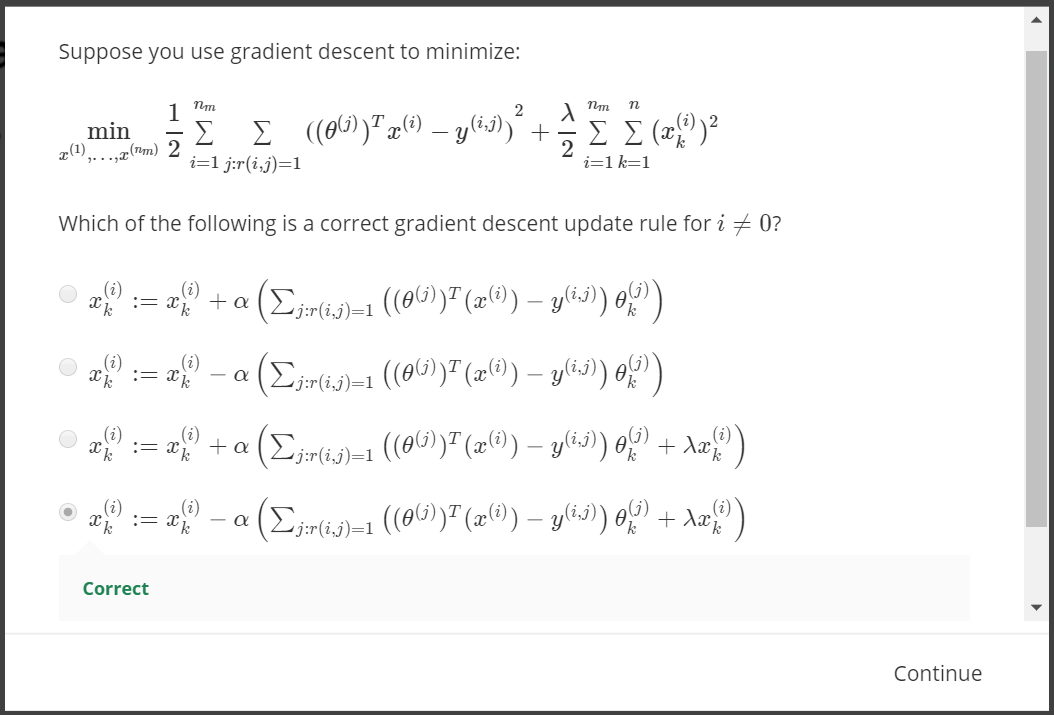 Suppose you use gradient descent to minimize:
$\min_{x^{(1)},\ldots,x^{(n_m)}} \frac{1}{2} \sum_{i=1}^{n_m} \sum_{j:r(i,j)=1} ((\theta^{(j)})^T x^{(i)} - y^{(i,j)})^2 + \frac{\lambda}{2} \sum_{i=1}^{n_m} \sum_{k=1}^{n} (x_k^{(i)})^2$
Which of the following is a correct gradient descent update rule for $i \neq 0$?
$x_k^{(i)} := x_k^{(i)} + \alpha \left( \sum_{j:r(i,j)=1} ((\theta^{(j)})^T (x^{(i)}) - y^{(i,j)}) \theta_k^{(j)} \right)$
$x_k^{(i)} := x_k^{(i)} - \alpha \left( \sum_{j:r(i,j)=1} ((\theta^{(j)})^T (x^{(i)}) - y^{(i,j)}) \theta_k^{(j)} \right)$
$x_k^{(i)} := x_k^{(i)} + \alpha \left( \sum_{j:r(i,j)=1} ((\theta^{(j)})^T (x^{(i)}) - y^{(i,j)}) \theta_k^{(j)} + \lambda x_k^{(i)} \right)$
$x_k^{(i)} := x_k^{(i)} - \alpha \left( \sum_{j:r(i,j)=1} ((\theta^{(j)})^T (x^{(i)}) - y^{(i,j)}) \theta_k^{(j)} + \lambda x_k^{(i)} \right)$
Correct
Continue